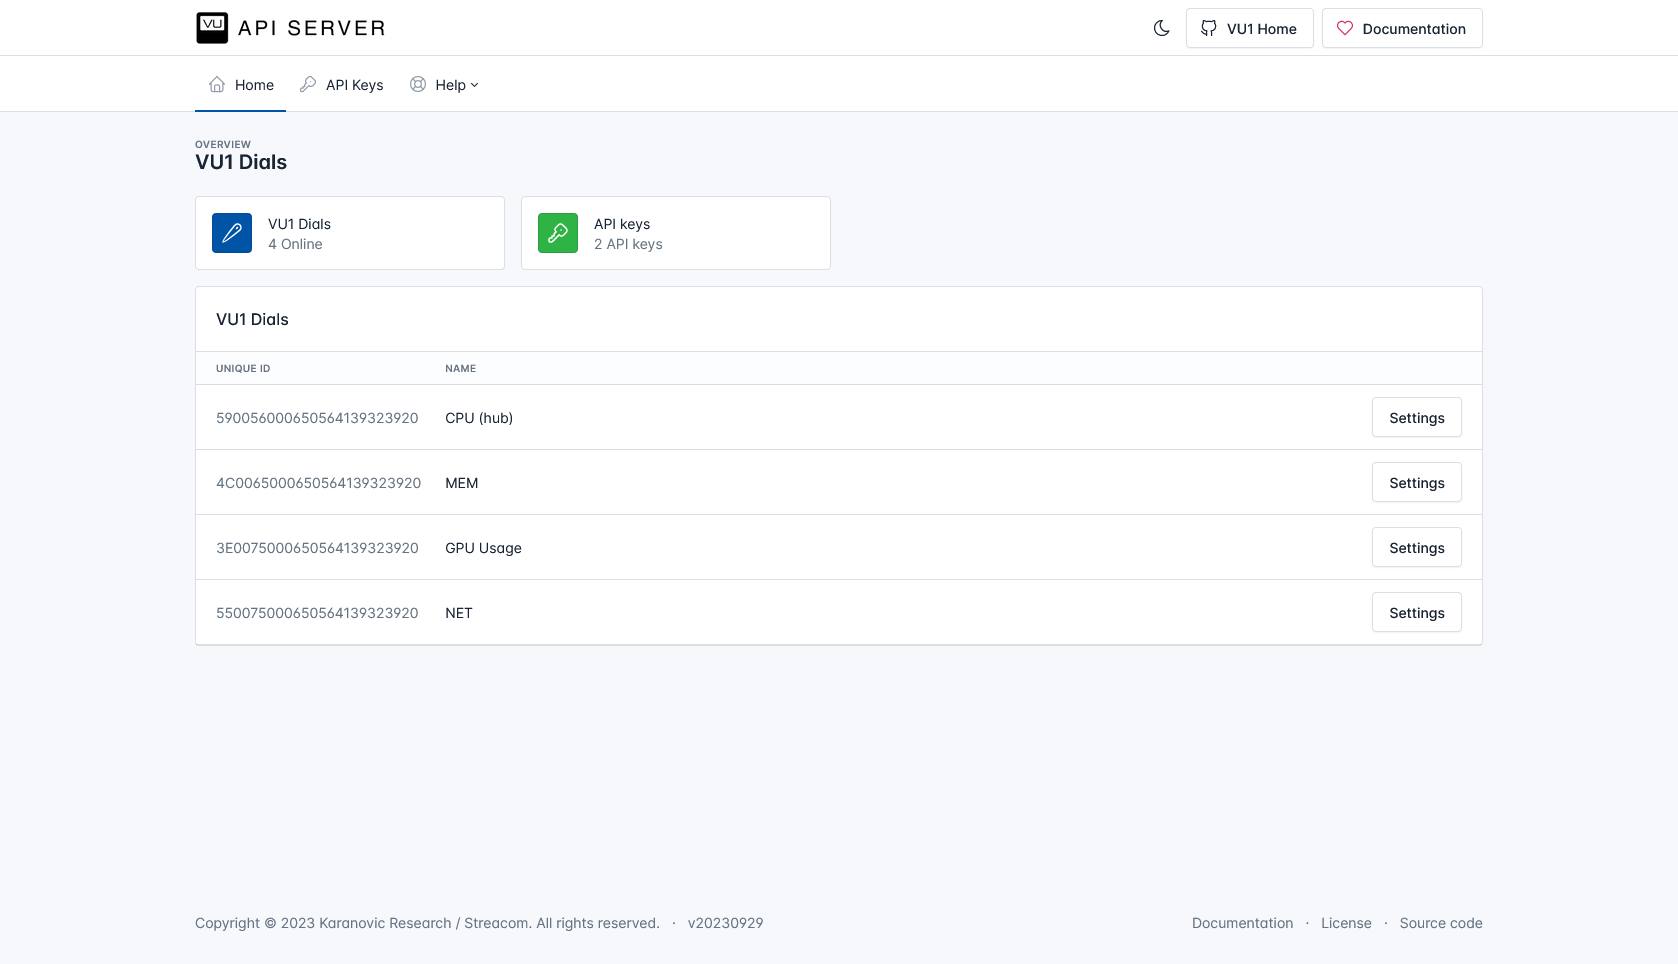 VU API SERVER
VU1 Home
Documentation
Home
API Keys
Help
OVERVIEW
VU1 Dials
VU1 Dials
4 Online
API keys
2 API keys
VU1 Dials
UNIQUE ID NAME
590056000650564139323920 CPU (hub) Settings
4C0065000650564139323920 MEM Settings
3E0075000650564139323920 GPU Usage Settings
550075000650564139323920 NET Settings
Copyright © 2023 Karanovic Research / Streacom. All rights reserved. · v20230929
Documentation · License · Source code